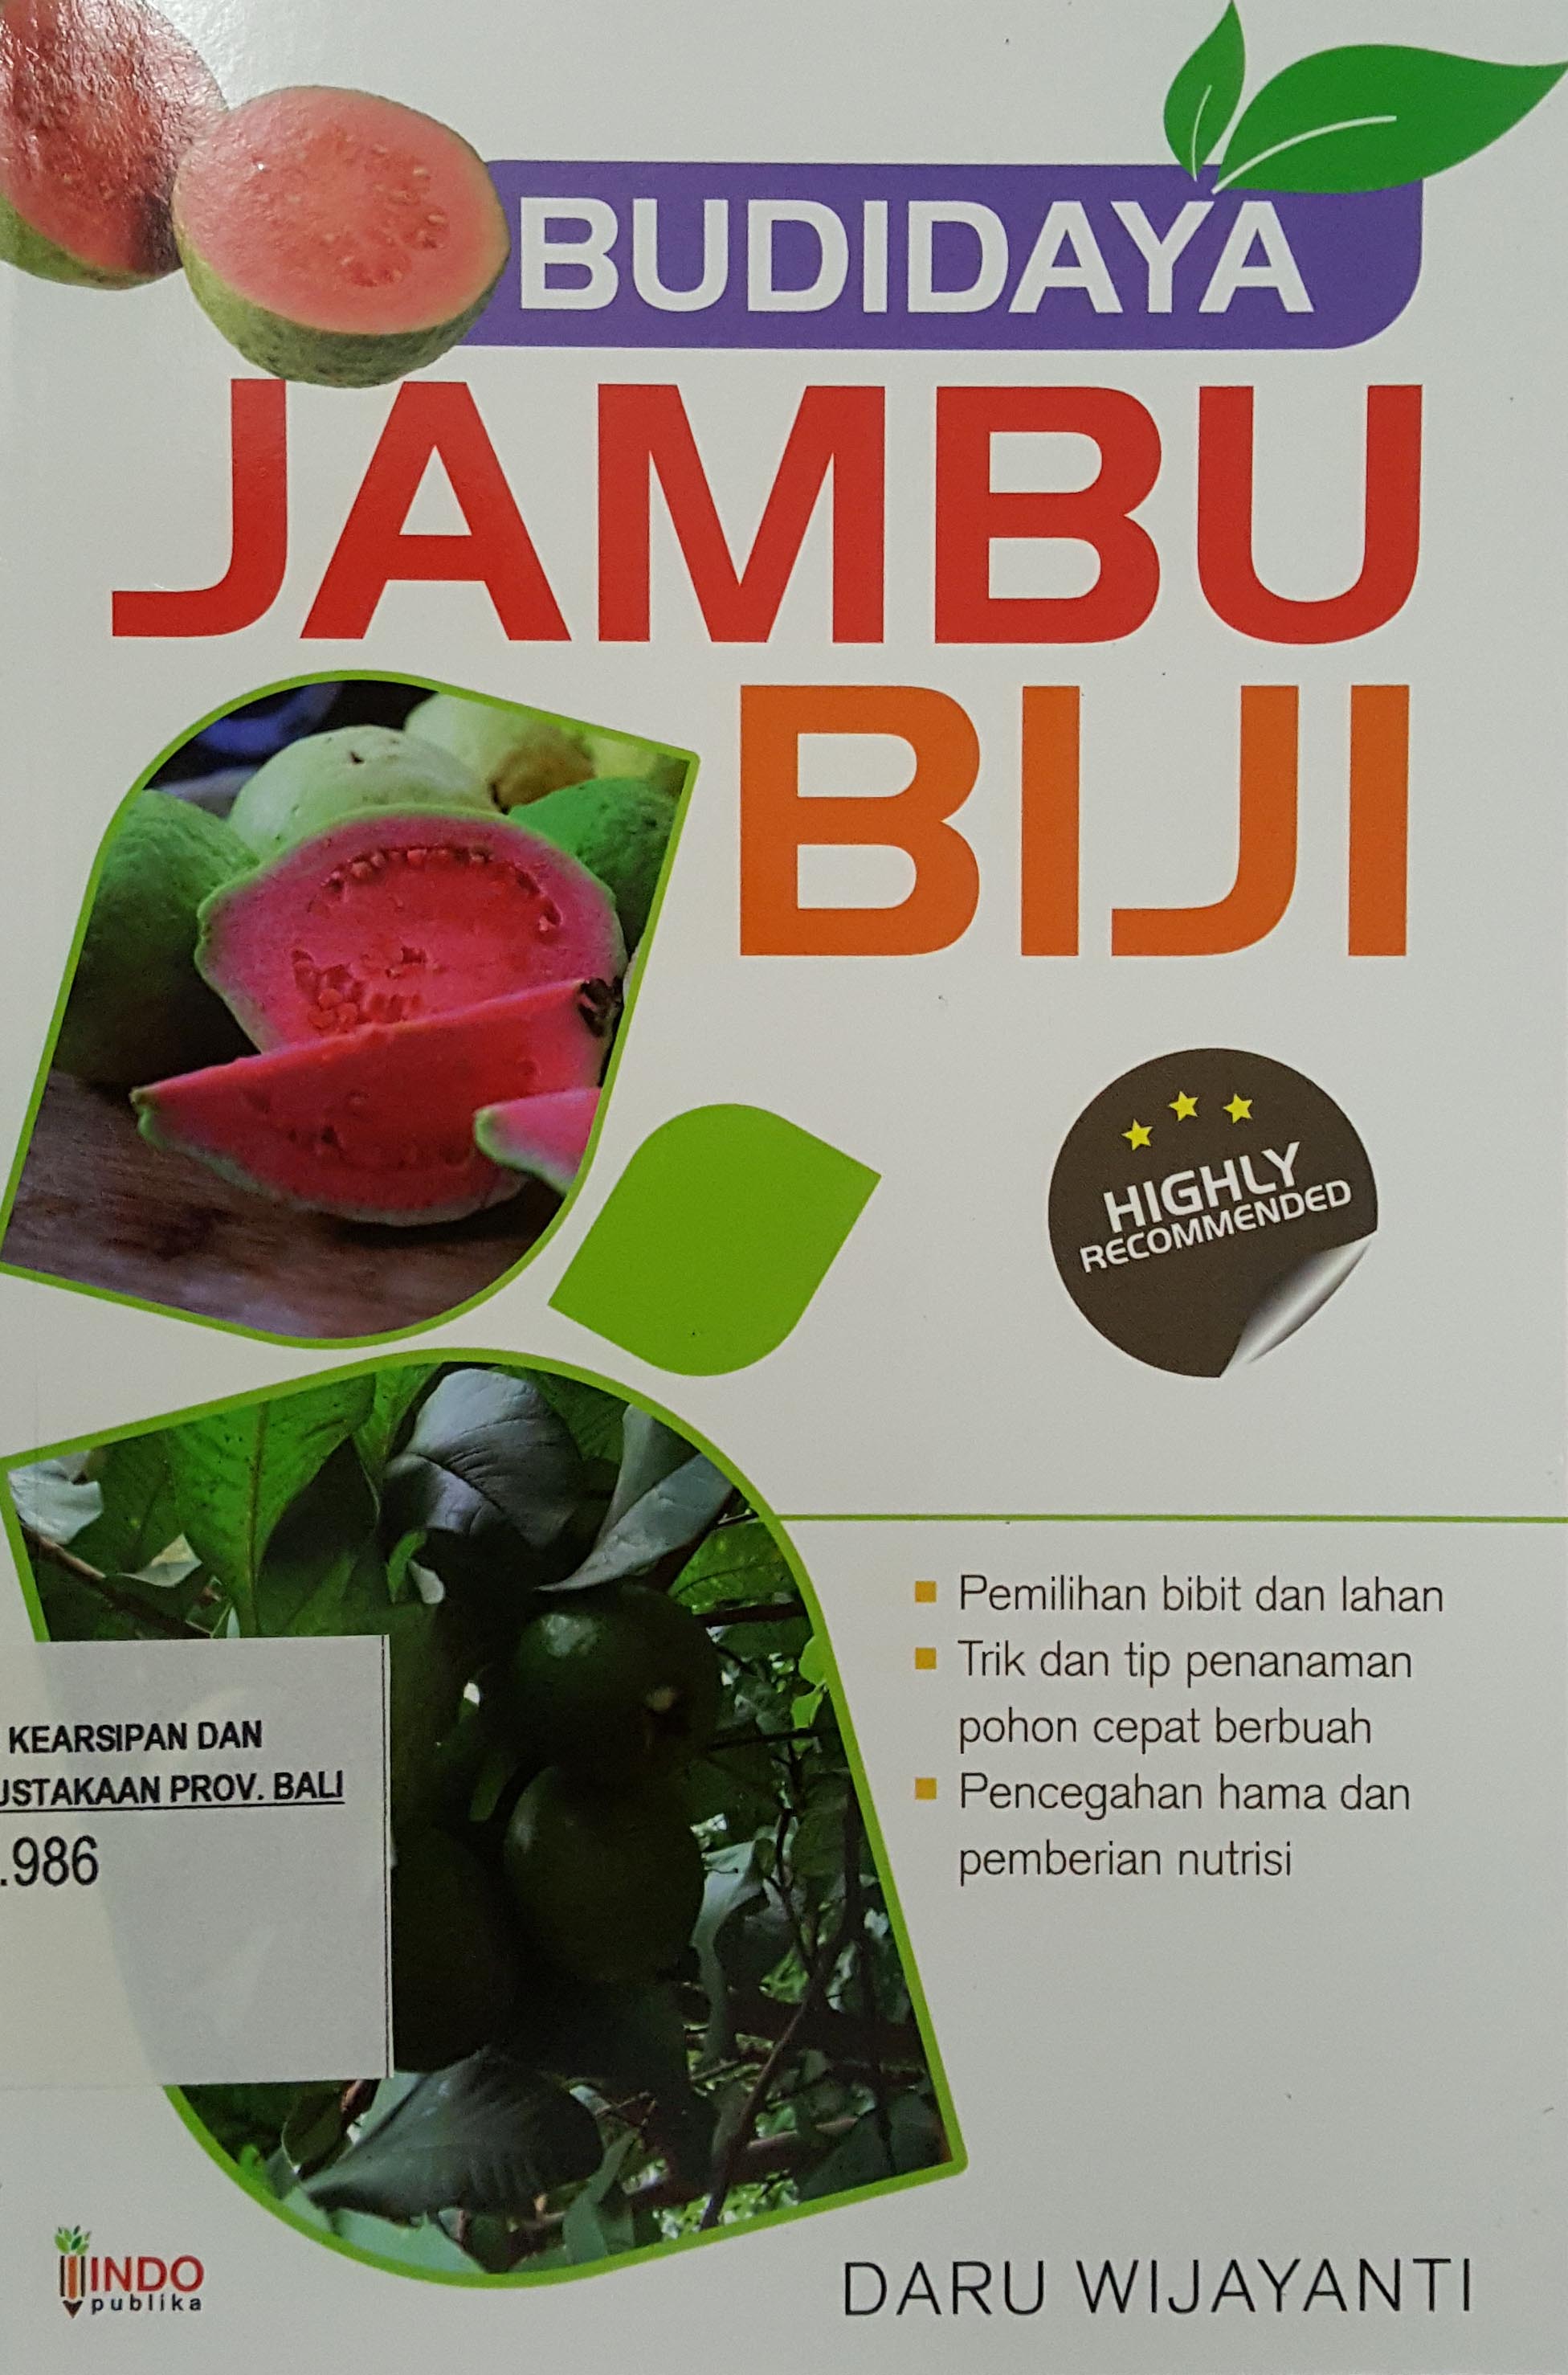 BUDIDAYA
JAMBU
BIJI
HIGHLY
RECOMMENDED
Pemilihan bibit dan lahan
Trik dan tip penanaman
pohon cepat berbuah
Pencegahan hama dan
pemberian nutrisi
KEARSIPAN DAN
USTAKAAN PROV. BALI
.986
INDO
publika
DARU WIJAYANTI